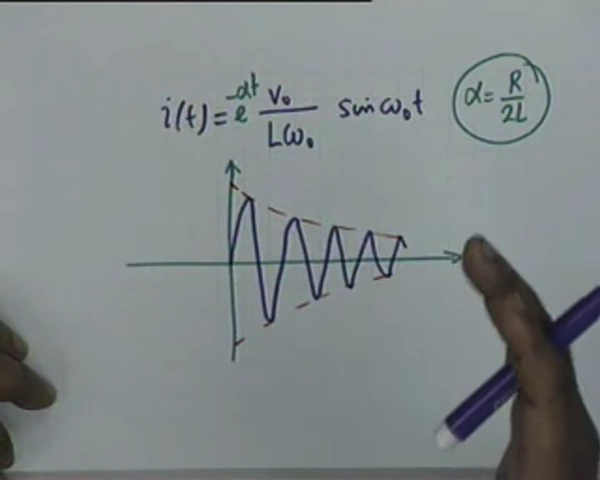 i(t) = e^{-αt} V₀/Lω₀ sin ω₀t
α = R/2L